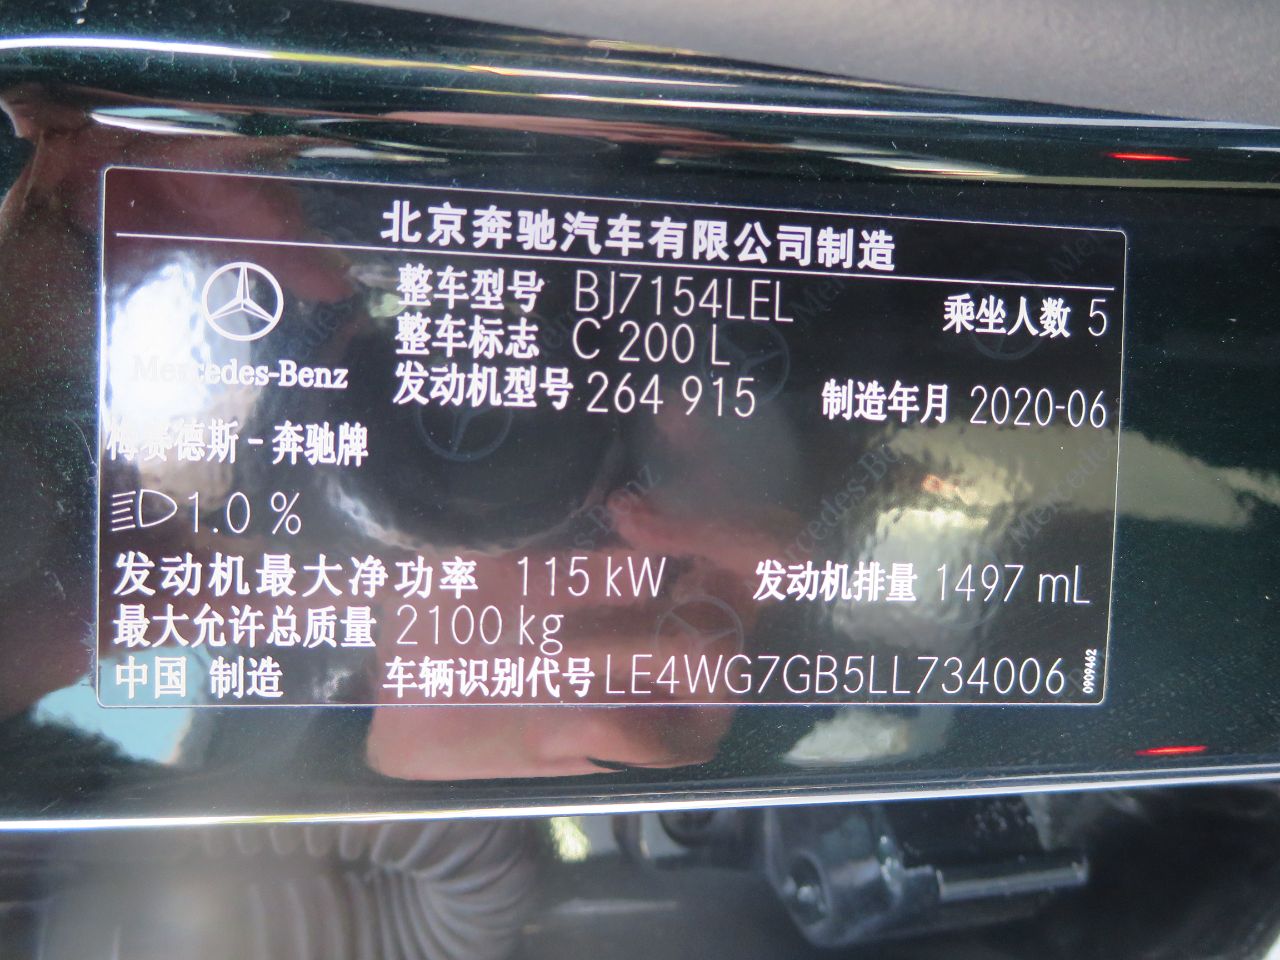 北京奔驰汽车有限公司制造
整车型号 BJ7154LEL 乘坐人数 5
整车标志 C 200 L
Mercedes-Benz
发动机型号 264 915 制造年月 2020-06
梅赛德斯-奔驰牌
1.0 %
发动机最大净功率 115 kW 发动机排量 1497 mL
最大允许总质量 2100 kg
中国 制造 车辆识别代号 LE4WG7GB5LL734006
0909462